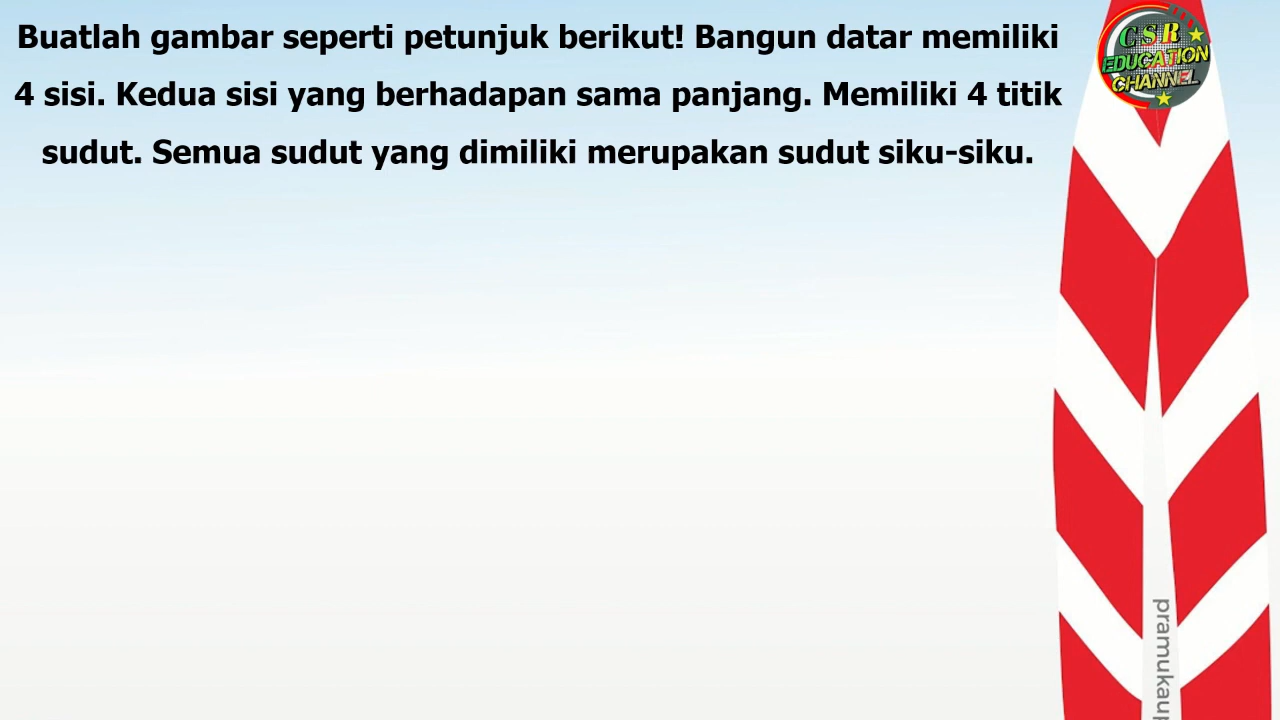 Buatlah gambar seperti petunjuk berikut! Bangun datar memiliki
4 sisi. Kedua sisi yang berhadapan sama panjang. Memiliki 4 titik
sudut. Semua sudut yang dimiliki merupakan sudut siku-siku.
CSR
EDUCATION
CHANNEL
pramukaup